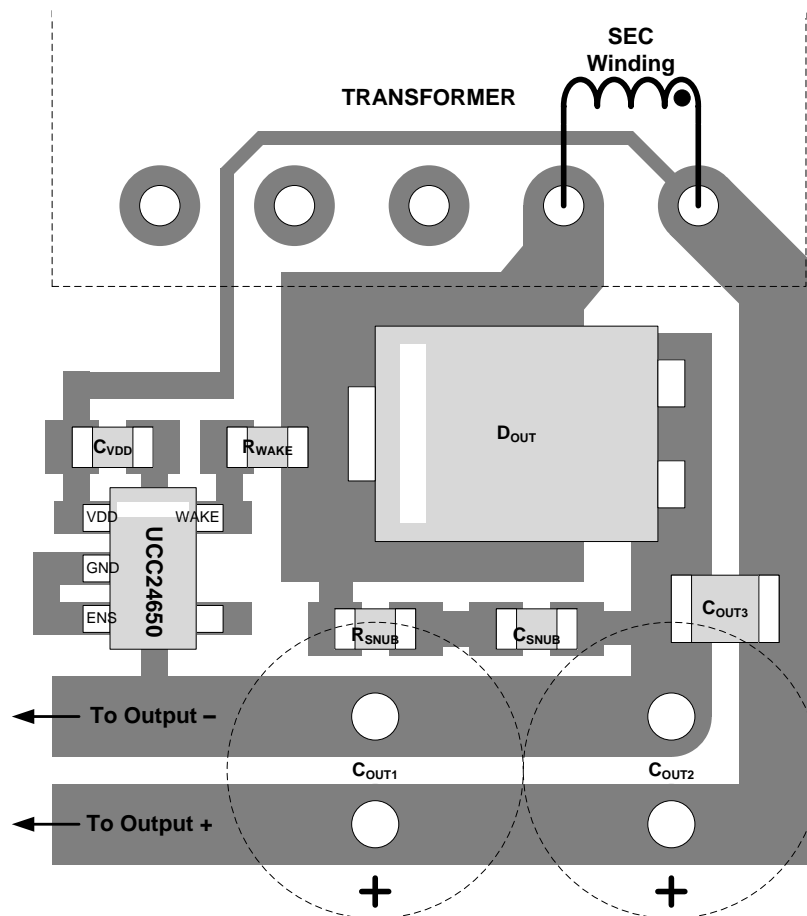 SEC
Winding
TRANSFORMER
CVDD
RWAKE
DOUT
VDD
WAKE
GND
ENS
UCC24650
COUT3
RSNUB
CSNUB
To Output –
COUT1
COUT2
To Output +
+
+